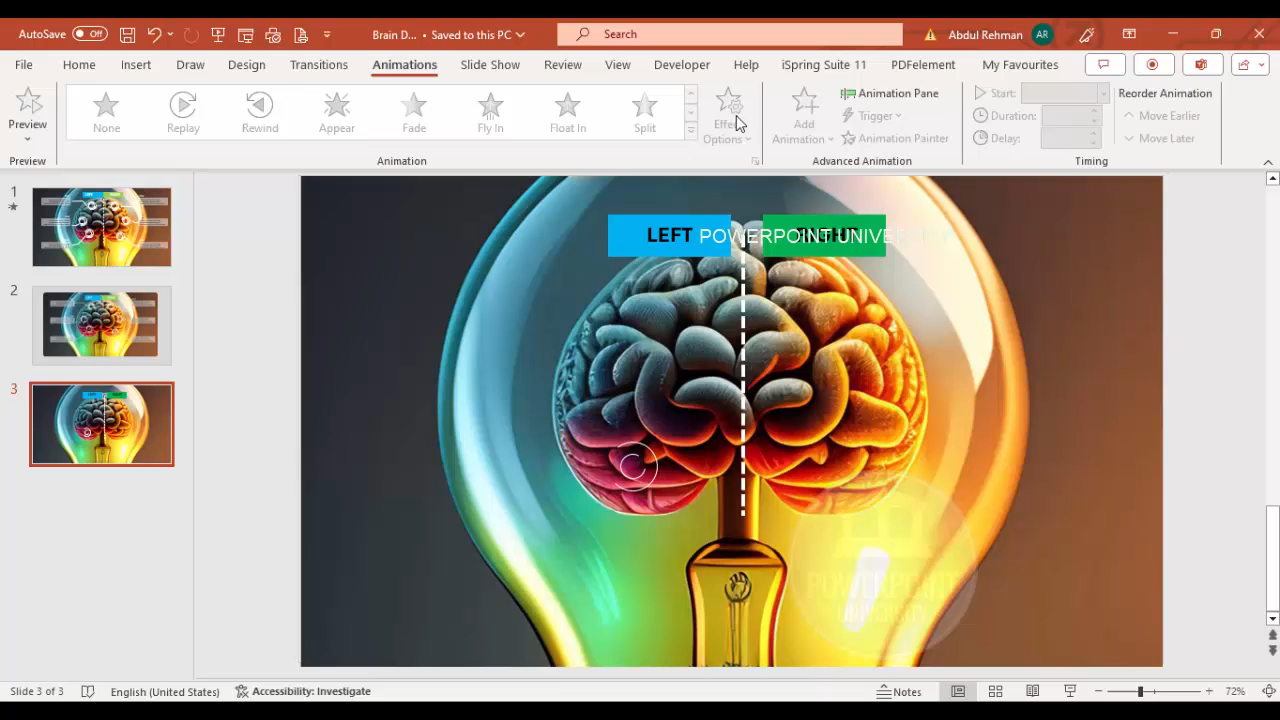 AutoSave Off Brain D... • Saved to this PC Search Abdul Rehman AR
File Home Insert Draw Design Transitions Animations Slide Show Review View Developer Help iSpring Suite 11 PDFelement My Favourites
Preview None Replay Rewind Appear Fade Fly In Float In Split Effect Options Add Animation
Animation Pane
Trigger
Animation Painter
Start:
Duration:
Delay:
Reorder Animation
Move Earlier
Move Later
Preview Animation Advanced Animation Timing
1
2
3
LEFT RIGHT
POWERPOINT UNIVERSITY
POWERPOINT
UNIVERSITY
Slide 3 of 3 English (United States) Accessibility: Investigate Notes 72%